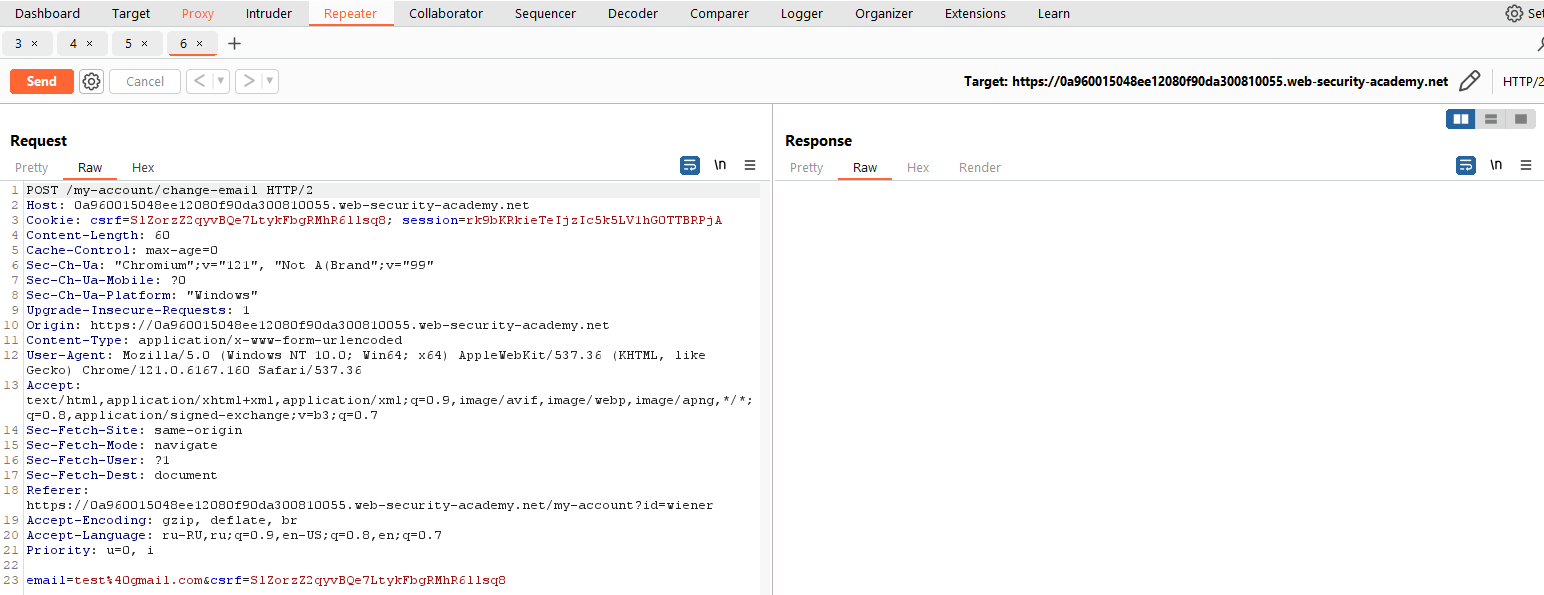 Dashboard Target Proxy Intruder Repeater Collaborator Sequencer Decoder Comparer Logger Organizer Extensions Learn
3 × 4 × 5 × 6 × +
Send Cancel < >
Target: https://0a960015048ee12080f90da300810055.web-security-academy.net HTTP/2
Request
Pretty Raw Hex \n
1 POST /my-account/change-email HTTP/2
2 Host: 0a960015048ee12080f90da300810055.web-security-academy.net
3 Cookie: csrf=SlZorzZ2qyvBQe7LtykFbgRMhR6llsq8; session=rk9bKRkieTeIjzIc5k5LVlhGOTTBRPjA
4 Content-Length: 60
5 Cache-Control: max-age=0
6 Sec-Ch-Ua: "Chromium";v="121", "Not A(Brand";v="99"
7 Sec-Ch-Ua-Mobile: ?0
8 Sec-Ch-Ua-Platform: "Windows"
9 Upgrade-Insecure-Requests: 1
10 Origin: https://0a960015048ee12080f90da300810055.web-security-academy.net
11 Content-Type: application/x-www-form-urlencoded
12 User-Agent: Mozilla/5.0 (Windows NT 10.0; Win64; x64) AppleWebKit/537.36 (KHTML, like
Gecko) Chrome/121.0.6167.160 Safari/537.36
13 Accept:
text/html,application/xhtml+xml,application/xml;q=0.9,image/avif,image/webp,image/apng,*/*;
q=0.8,application/signed-exchange;v=b3;q=0.7
14 Sec-Fetch-Site: same-origin
15 Sec-Fetch-Mode: navigate
16 Sec-Fetch-User: ?1
17 Sec-Fetch-Dest: document
18 Referer:
https://0a960015048ee12080f90da300810055.web-security-academy.net/my-account?id=wiener
19 Accept-Encoding: gzip, deflate, br
20 Accept-Language: ru-RU,ru;q=0.9,en-US;q=0.8,en;q=0.7
21 Priority: u=0, i
22
23 email=test%40gmail.com&csrf=SlZorzZ2qyvBQe7LtykFbgRMhR6llsq8
Response
Pretty Raw Hex Render \n